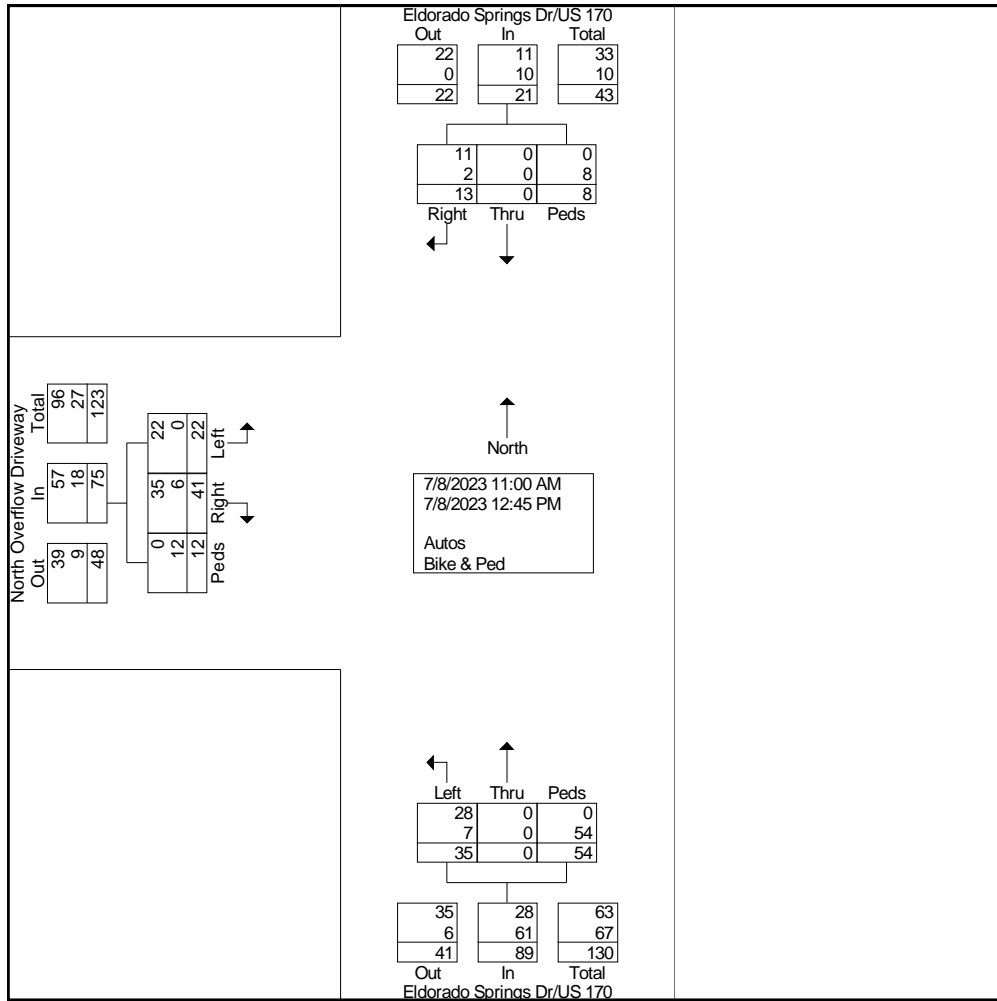 Eldorado Springs Dr/US 170
Out In Total
22 11 33
0 10 10
22 21 43
11 0 0
2 0 8
13 0 8
Right Thru Peds
North Overflow Driveway
Out In Total
39 57 96
9 18 27
48 75 123
22 0 22 Left
35 6 41 Right
0 12 12 Peds
North
7/8/2023 11:00 AM
7/8/2023 12:45 PM
Autos
Bike & Ped
Left Thru Peds
28 0 0
7 0 54
35 0 54
35 28 63
6 61 67
41 89 130
Out In Total
Eldorado Springs Dr/US 170